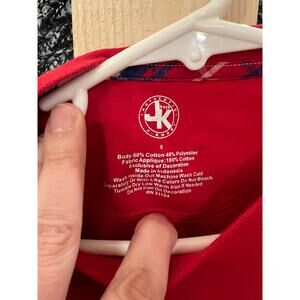 JK
S
Body: 60% Cotton 40% Polyester
Fabric Applique: 100% Cotton
Exclusive of Decoration
Made in Indonesia
Wash Inside Out Machine Wash Cold
Separately Or With Like Colors Do Not Bleach
Tumble Dry Low Warm Iron If Needed
Do Not Iron On Decoration